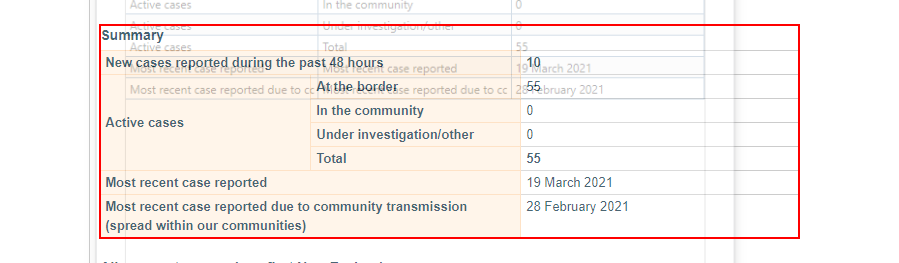 Active cases In the community 0
Active cases Under investigation/other 0
Summary
Active cases Total 55
New cases reported during the past 48 hours 10
Most recent case reported Most recent case reported 19 March 2021
At the border 55
Most recent case reported due to cc Most recent case reported due to cc 28 February 2021
In the community 0
Active cases
Under investigation/other 0
Total 55
Most recent case reported 19 March 2021
Most recent case reported due to community transmission 28 February 2021
(spread within our communities)